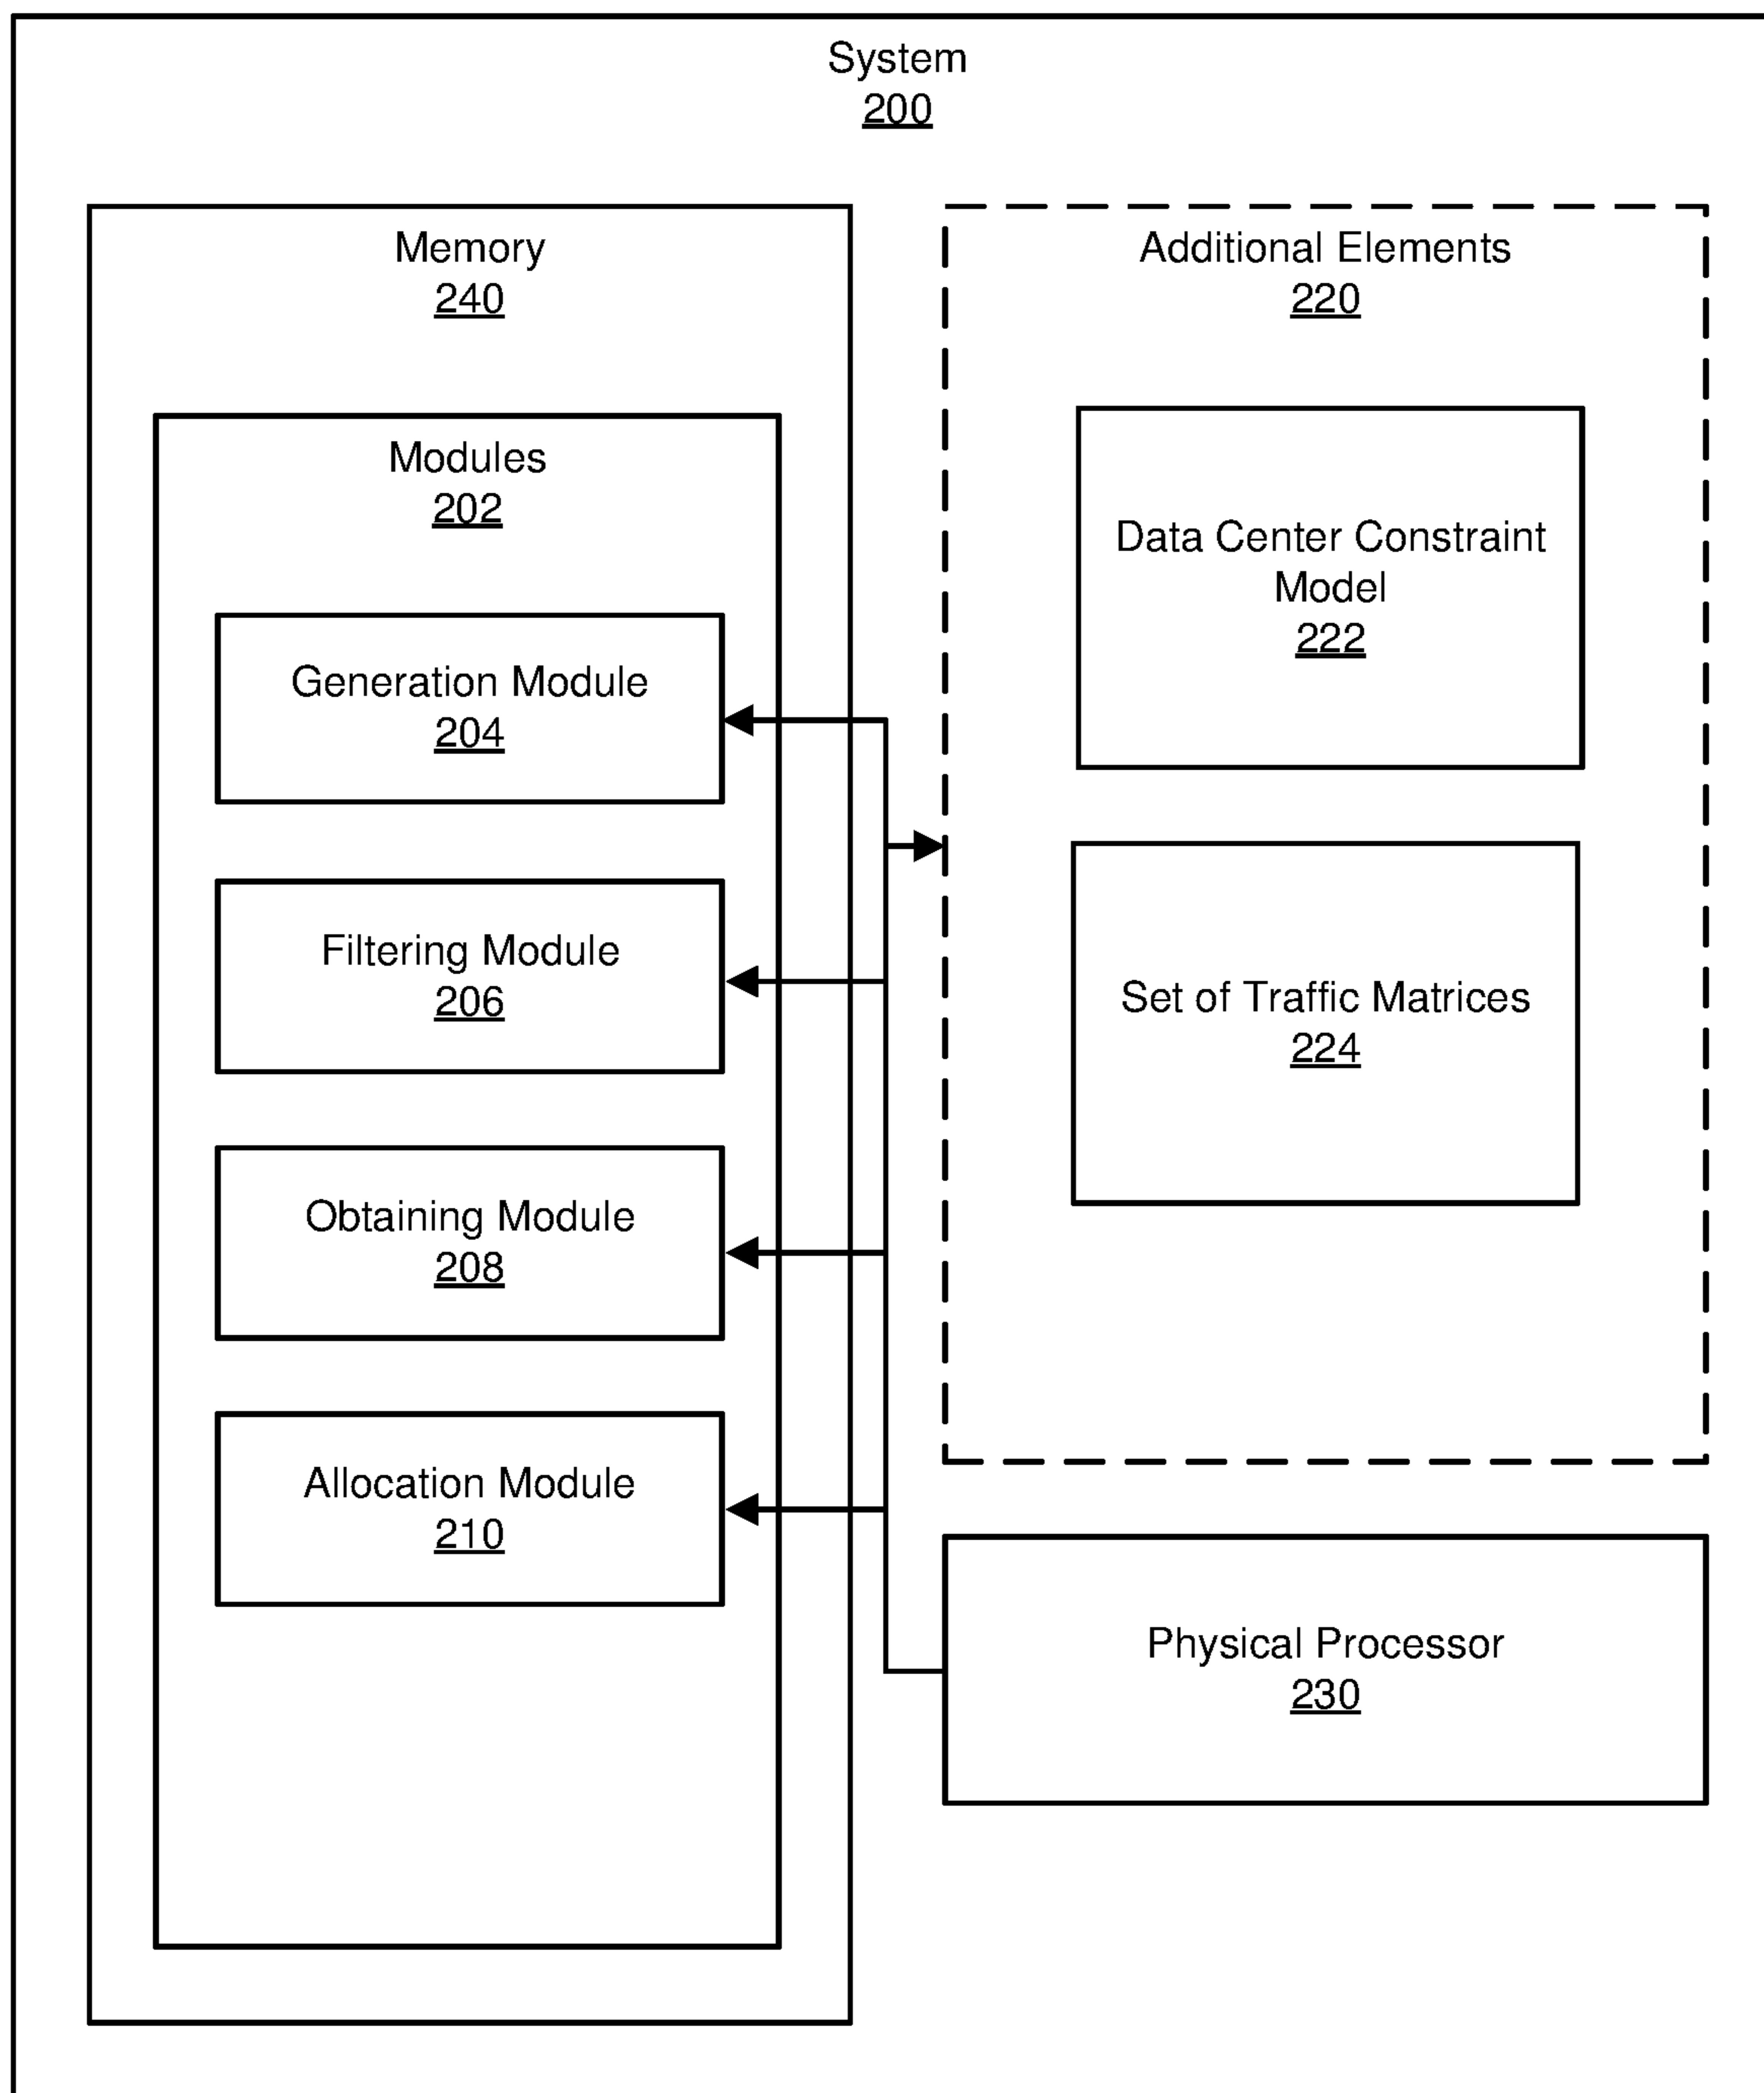 System
200
Memory
240
Modules
202
Generation Module
204
Filtering Module
206
Obtaining Module
208
Allocation Module
210
Additional Elements
220
Data Center Constraint
Model
222
Set of Traffic Matrices
224
Physical Processor
230